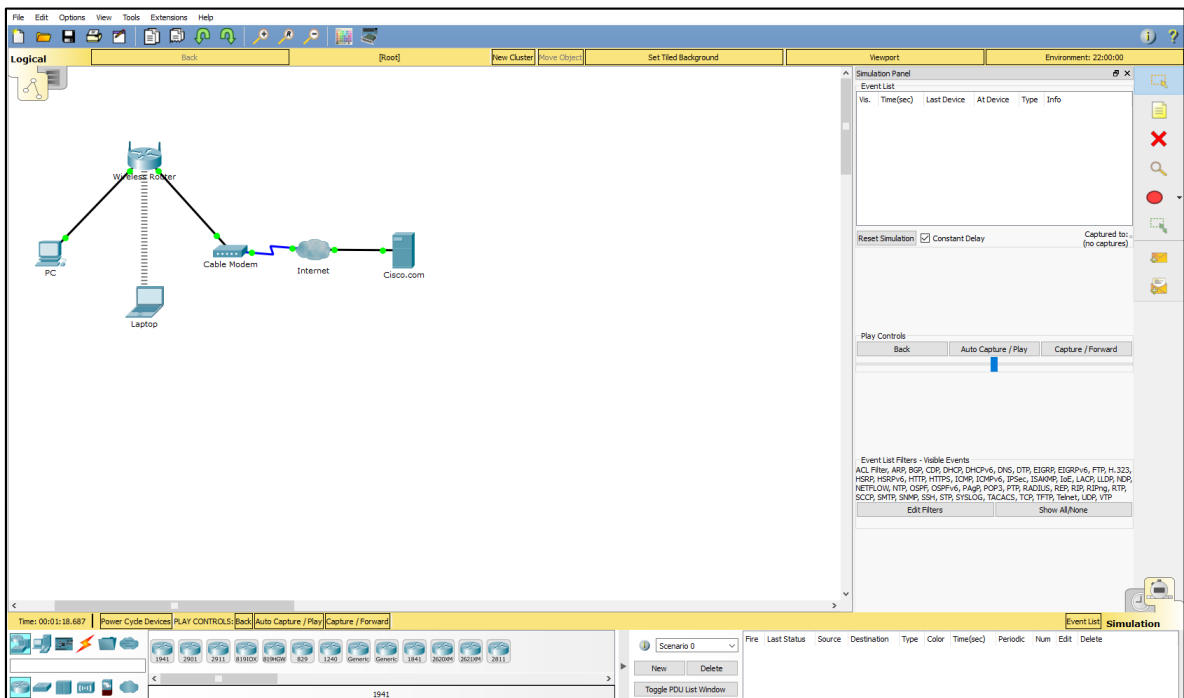 File Edit Options View Tools Extensions Help
Logical Back [Root] New Cluster Move Object Set Tiled Background Viewport Environment: 22:00:00
Simulation Panel
Event List
Vis. Time(sec) Last Device At Device Type Info
Wireless Router
PC
Cable Modem
Internet
Cisco.com
Laptop
Reset Simulation Constant Delay Captured to:
(no captures)
Play Controls
Back Auto Capture / Play Capture / Forward
Event List Filters - Visible Events
ACL Filter, ARP, BGP, CDP, DHCP, DHCPv6, DNS, DTP, EIGRP, EIGRPv6, FTP, H.323,
HSRP, HSRPv6, HTTP, HTTPS, ICMP, ICMPv6, IPSec, ISAKMP, IoE, LACP, LLDP, NDP,
NETFLOW, NTP, OSPF, OSPFv6, PAgP, POP3, PTP, RADIUS, REP, RIP, RIPng, RTP,
SCCP, SMTP, SNMP, SSH, STP, SYSLOG, TACACS, TCP, TFTP, Telnet, UDP, VTP
Edit Filters Show All/None
Time: 00:01:18.687 Power Cycle Devices PLAY CONTROLS: Back Auto Capture / Play Capture / Forward Event List Simulation
1941 2901 2911 819IOX 819HGW 829 1240 Generic Generic 1841 2620XM 2621XM 2811
1941
Scenario 0
New Delete
Toggle PDU List Window
Fire Last Status Source Destination Type Color Time(sec) Periodic Num Edit Delete